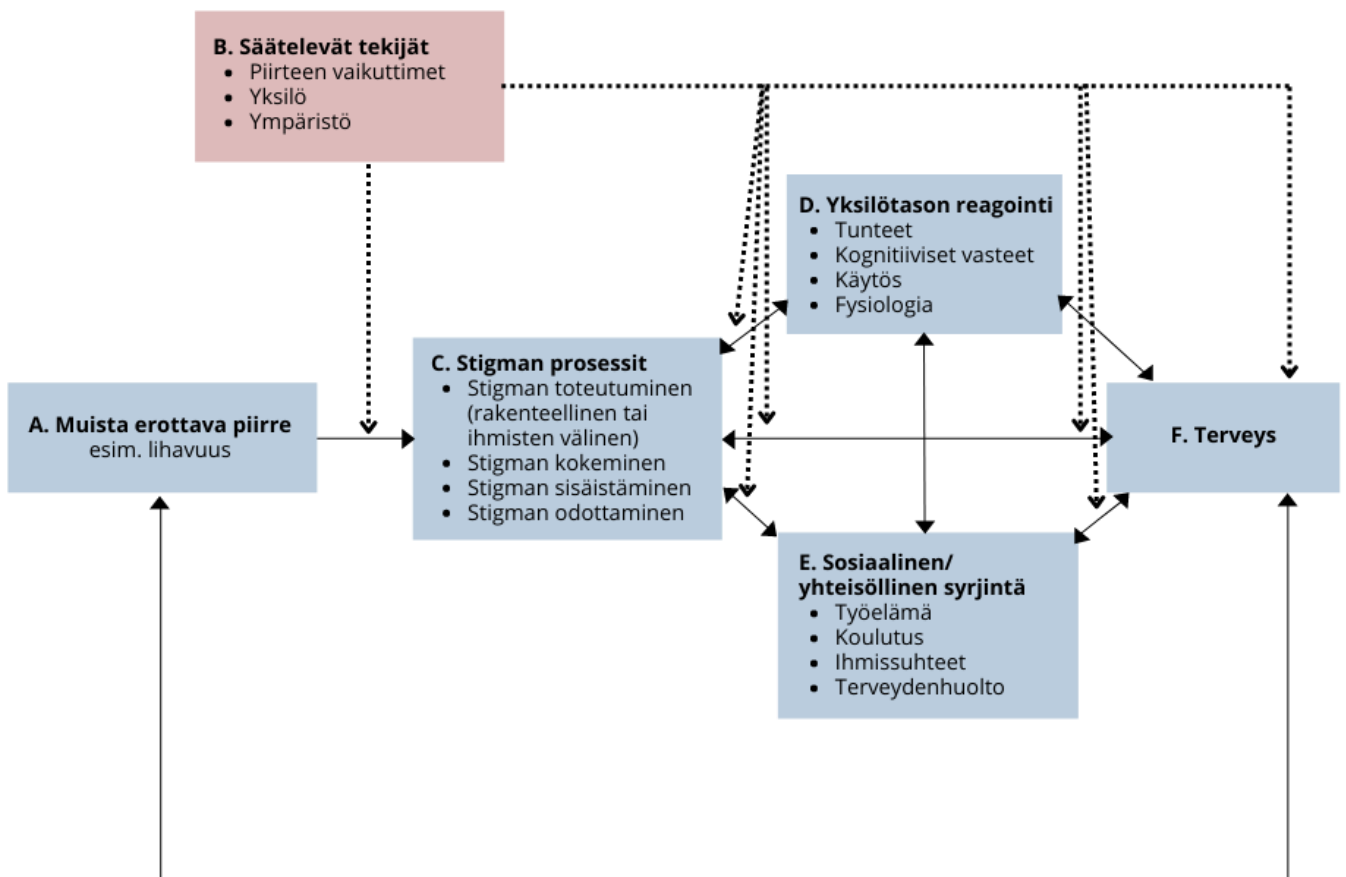 B. Säätelevät tekijät
• Piirteen vaikuttimet
• Yksilö
• Ympäristö
D. Yksilötason reagointi
• Tunteet
• Kognitiiviset vasteet
• Käytös
• Fysiologia
C. Stigman prosessit
• Stigman toteutuminen
(rakenteellinen tai
ihmisten välinen)
• Stigman kokeminen
• Stigman sisäistäminen
• Stigman odottaminen
A. Muista erottava piirre
esim. lihavuus
F. Terveys
E. Sosiaalinen/
yhteisöllinen syrjintä
• Työelämä
• Koulutus
• Ihmissuhteet
• Terveydenhuolto